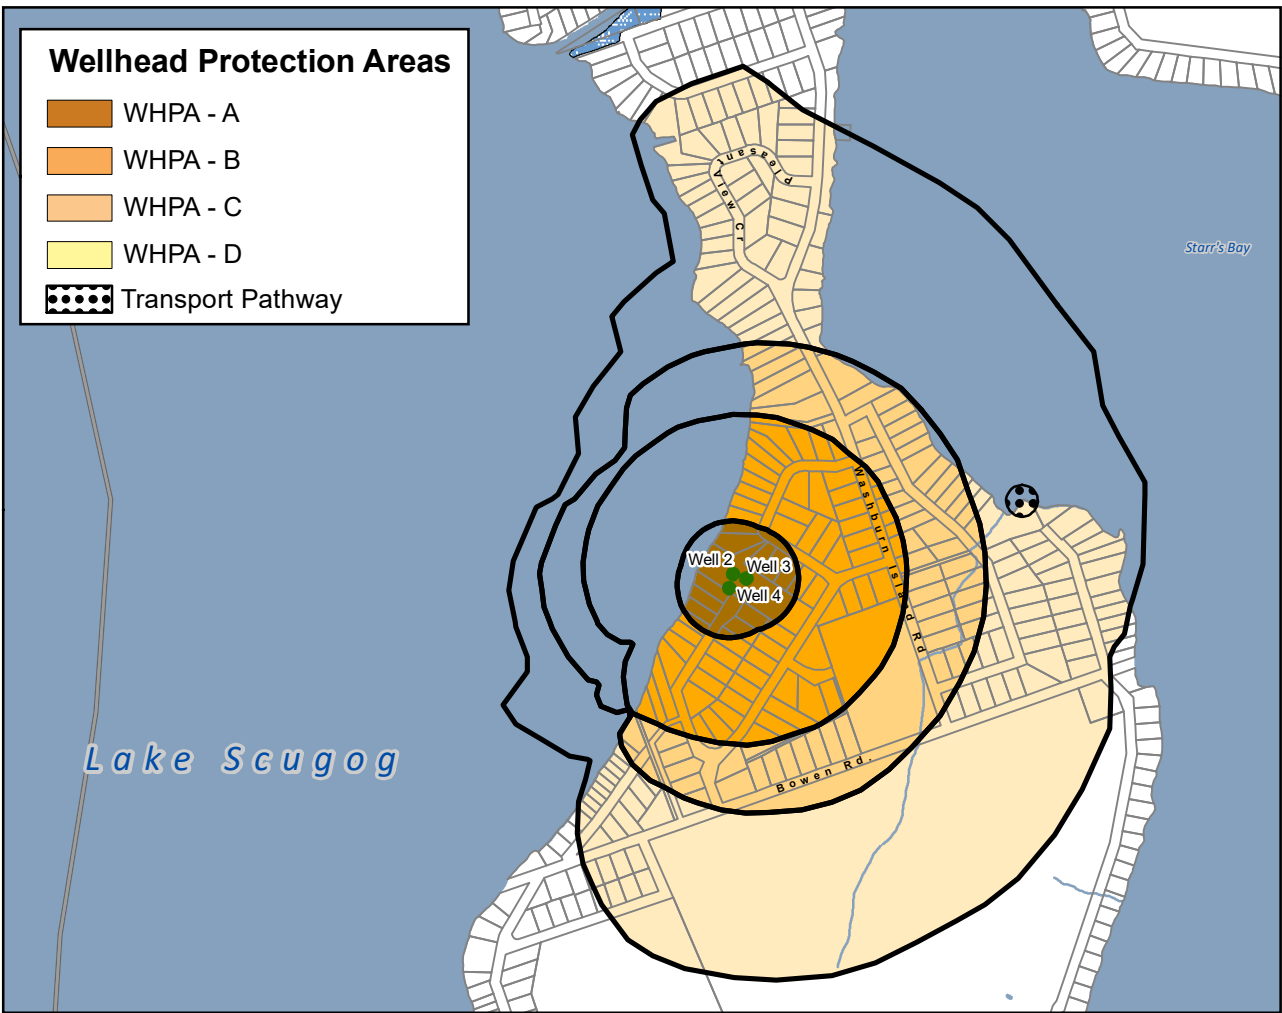 Wellhead Protection Areas
WHPA - A
WHPA - B
WHPA - C
WHPA - D
Transport Pathway
Pleasant View Cr
Starr's Bay
Washburn Island Rd
Well 2
Well 3
Well 4
Lake Scugog
Bowen Rd.